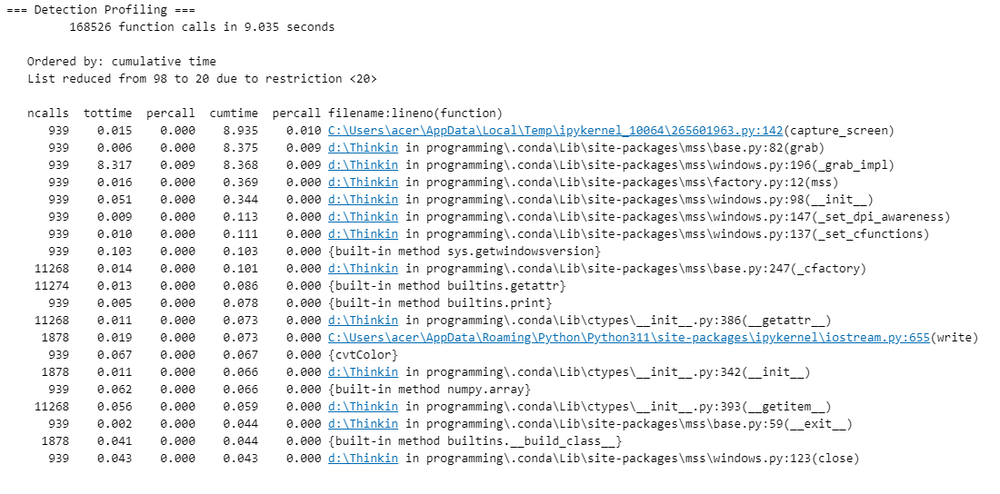 === Detection Profiling ===
168526 function calls in 9.035 seconds
Ordered by: cumulative time
List reduced from 98 to 20 due to restriction <20>
ncalls  tottime  percall  cumtime  percall filename:lineno(function)
939    0.015    0.000    8.935    0.010 C:\Users\acer\AppData\Local\Temp\ipykernel_10064\265601963.py:142(capture_screen)
939    0.006    0.000    8.375    0.009 d:\Thinkin in programming\.conda\Lib\site-packages\mss\base.py:82(grab)
939    8.317    0.009    8.368    0.009 d:\Thinkin in programming\.conda\Lib\site-packages\mss\windows.py:196(_grab_impl)
939    0.016    0.000    0.369    0.000 d:\Thinkin in programming\.conda\Lib\site-packages\mss\factory.py:12(mss)
939    0.051    0.000    0.344    0.000 d:\Thinkin in programming\.conda\Lib\site-packages\mss\windows.py:98(__init__)
939    0.009    0.000    0.113    0.000 d:\Thinkin in programming\.conda\Lib\site-packages\mss\windows.py:147(_set_dpi_awareness)
939    0.010    0.000    0.111    0.000 d:\Thinkin in programming\.conda\Lib\site-packages\mss\windows.py:137(_set_cfunctions)
939    0.103    0.000    0.103    0.000 {built-in method sys.getwindowsversion}
11268    0.014    0.000    0.101    0.000 d:\Thinkin in programming\.conda\Lib\site-packages\mss\base.py:247(_cfactory)
11274    0.013    0.000    0.086    0.000 {built-in method builtins.getattr}
939    0.005    0.000    0.078    0.000 {built-in method builtins.print}
11268    0.011    0.000    0.073    0.000 d:\Thinkin in programming\.conda\Lib\ctypes\__init__.py:386(__getattr__)
1878    0.019    0.000    0.073    0.000 C:\Users\acer\AppData\Roaming\Python\Python311\site-packages\ipykernel\iostream.py:655(write)
939    0.067    0.000    0.067    0.000 {cvtColor}
1878    0.011    0.000    0.066    0.000 d:\Thinkin in programming\.conda\Lib\ctypes\__init__.py:342(__init__)
939    0.062    0.000    0.066    0.000 {built-in method numpy.array}
11268    0.056    0.000    0.059    0.000 d:\Thinkin in programming\.conda\Lib\ctypes\__init__.py:393(__getitem__)
939    0.002    0.000    0.044    0.000 d:\Thinkin in programming\.conda\Lib\site-packages\mss\base.py:59(__exit__)
1878    0.041    0.000    0.044    0.000 {built-in method builtins.__build_class__}
939    0.043    0.000    0.043    0.000 d:\Thinkin in programming\.conda\Lib\site-packages\mss\windows.py:123(close)